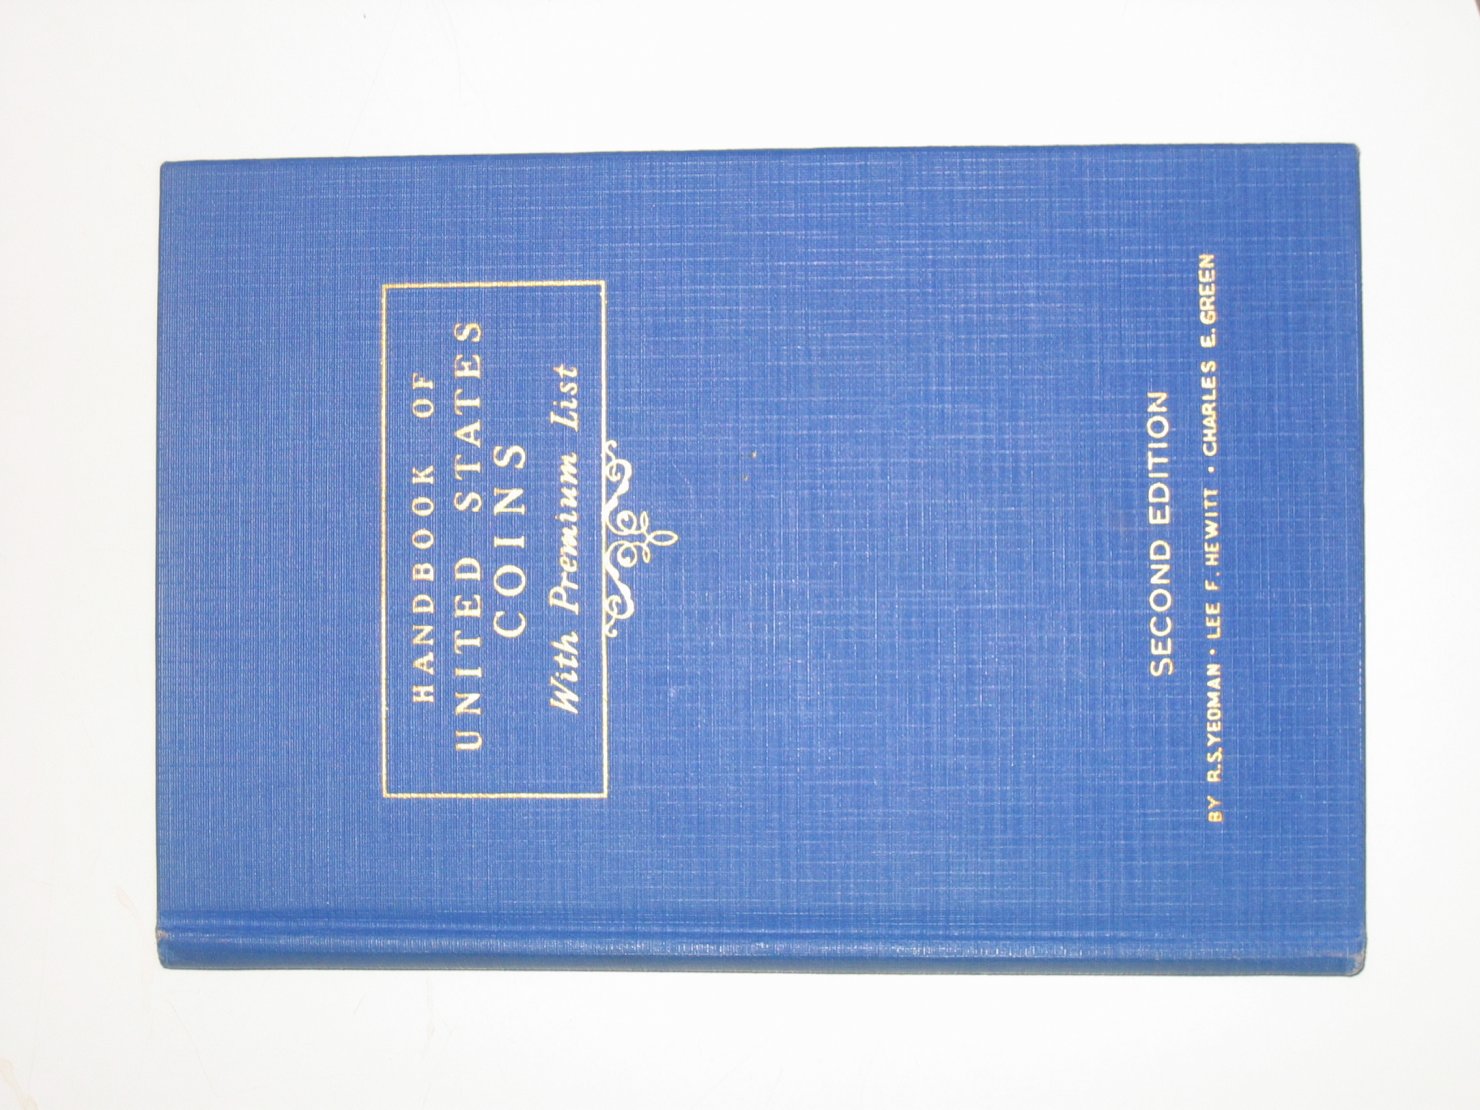 HANDBOOK OF
UNITED STATES
COINS
With Premium List
SECOND EDITION
BY R.S.YEOMAN • LEE F. HEWITT • CHARLES E. GREEN